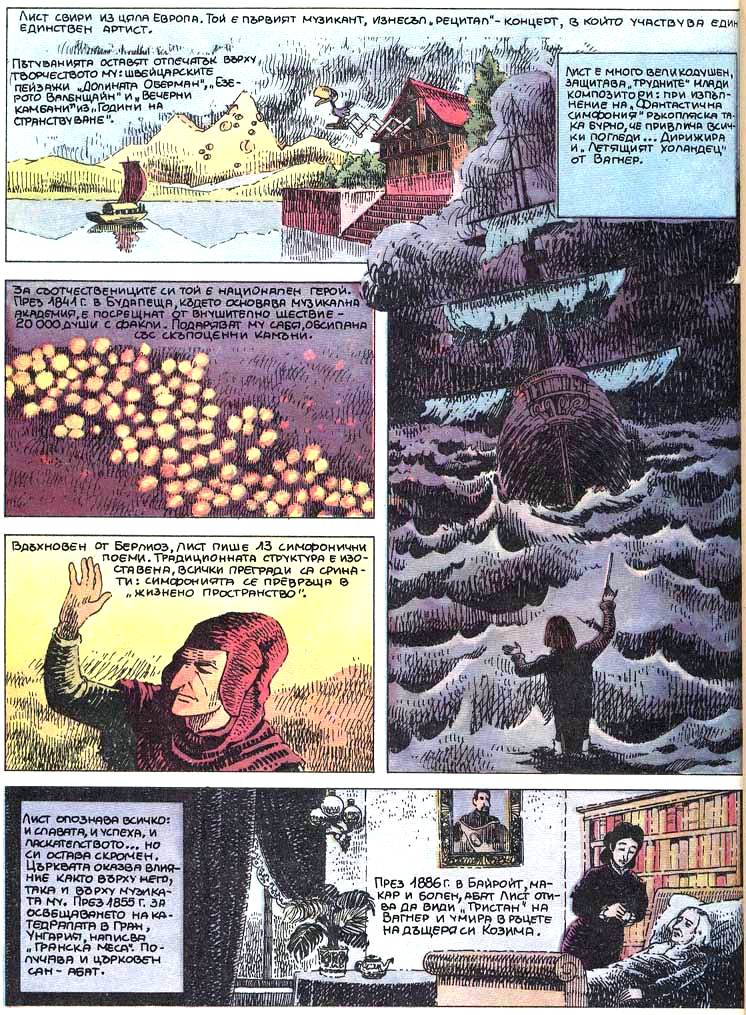 ЛИСТ СВИРИ ИЗ ЦЯЛА ЕВРОПА. ТОЙ Е ПЪРВИЯТ МУЗИКАНТ, ИЗНЕСЪЛ „РЕЦИТАЛ"- КОНЦЕРТ, В КОЙТО УЧАСТВУВА ЕДИН
ЕДИНСТВЕН АРТИСТ.
ПЪТУВАНИЯТА ОСТАВЯТ ОТПЕЧАТЪК ВЪРХУ
ТВОРЧЕСТВОТО МУ: ШВЕЙЦАРСКИТЕ
ПЕЙЗАЖИ „ДОЛИНАТА ОБЕРМАН", „ЕЗЕ-
РОТО ВАЛЕНЩАЙН" И „ВЕЧЕРНИ
КАМБАНИ" ИЗ „ГОДИНИ НА
СТРАНСТВУВАНЕ".
ЛИСТ Е МНОГО ВЕЛИКОДУШЕН,
ЗАЩИТАВА „ТРУДНИТЕ" МЛАДИ
КОМПОЗИТОРИ: ПРИ ИЗПЪЛ-
НЕНИЕ НА „ФАНТАСТИЧНА
СИМФОНИЯ" РЪКОПЛЯСКА ТА-
КА БУРНО, ЧЕ ПРИВЛИЧА ВСИЧ-
КИ ПОГЛЕДИ... ДИРИЖИРА
И „ЛЕТЯЩИЯТ ХОЛАНДЕЦ"
ОТ ВАГНЕР.
ЗА СЪОТЧЕСТВЕНИЦИТЕ СИ ТОЙ Е НАЦИОНАЛЕН ГЕРОЙ.
ПРЕЗ 1841 Г. В БУДАПЕЩА, КЪДЕТО ОСНОВАВА МУЗИКАЛНА
АКАДЕМИЯ, Е ПОСРЕЩНАТ ОТ ВНУШИТЕЛНО ШЕСТВИЕ –
20 000 ДУШИ С ФАКЛИ. ПОДАРЯВАТ МУ САБЯ, ОБСИПАНА
СЪС СКЪПОЦЕННИ КАМЪНИ.
ВДЪХНОВЕН ОТ БЕРЛИОЗ, ЛИСТ ПИШЕ 13 СИМФОНИЧНИ
ПОЕМИ. ТРАДИЦИОННАТА СТРУКТУРА Е ИЗО-
СТАВЕНА, ВСИЧКИ ПРЕГРАДИ СА СРИНА-
ТИ: СИМФОНИЯТА СЕ ПРЕВРЪЩА В
„ЖИЗНЕНО ПРОСТРАНСТВО".
ЛИСТ ОПОЗНАВА ВСИЧКО:
И СЛАВАТА, И УСПЕХА, И
ЛАСКАТЕЛСТВОТО... НО
СИ ОСТАВА СКРОМЕН.
ЦЪРКВАТА ОКАЗВА ВЛИЯ-
НИЕ КАКТО ВЪРХУ НЕГО,
ТАКА И ВЪРХУ МУЗИКА-
ТА МУ. ПРЕЗ 1855 Г. ЗА
ОСВЕЩАВАНЕТО НА КА-
ТЕДРАЛАТА В ГРАН,
УНГАРИЯ, НАПИСВА
„ГРАНСКА МЕСА". ПО-
ЛУЧАВА И ЦЪРКОВЕН
САН – АБАТ.
ПРЕЗ 1886 Г. В БАЙРОЙТ, МА-
КАР И БОЛЕН, АБАТ ЛИСТ ОТИ-
ВА ДА ВИДИ „ТРИСТАН" НА
ВАГНЕР И УМИРА В РЪЦЕТЕ
НА ДЪЩЕРЯ СИ КОЗИМА.